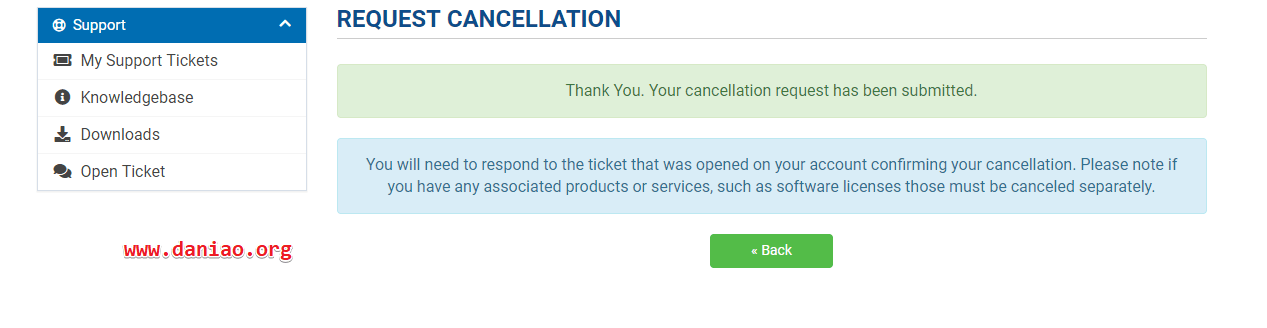 Support
My Support Tickets
Knowledgebase
Downloads
Open Ticket
www.daniao.org
REQUEST CANCELLATION
Thank You. Your cancellation request has been submitted.
You will need to respond to the ticket that was opened on your account confirming your cancellation. Please note if
you have any associated products or services, such as software licenses those must be canceled separately.
« Back